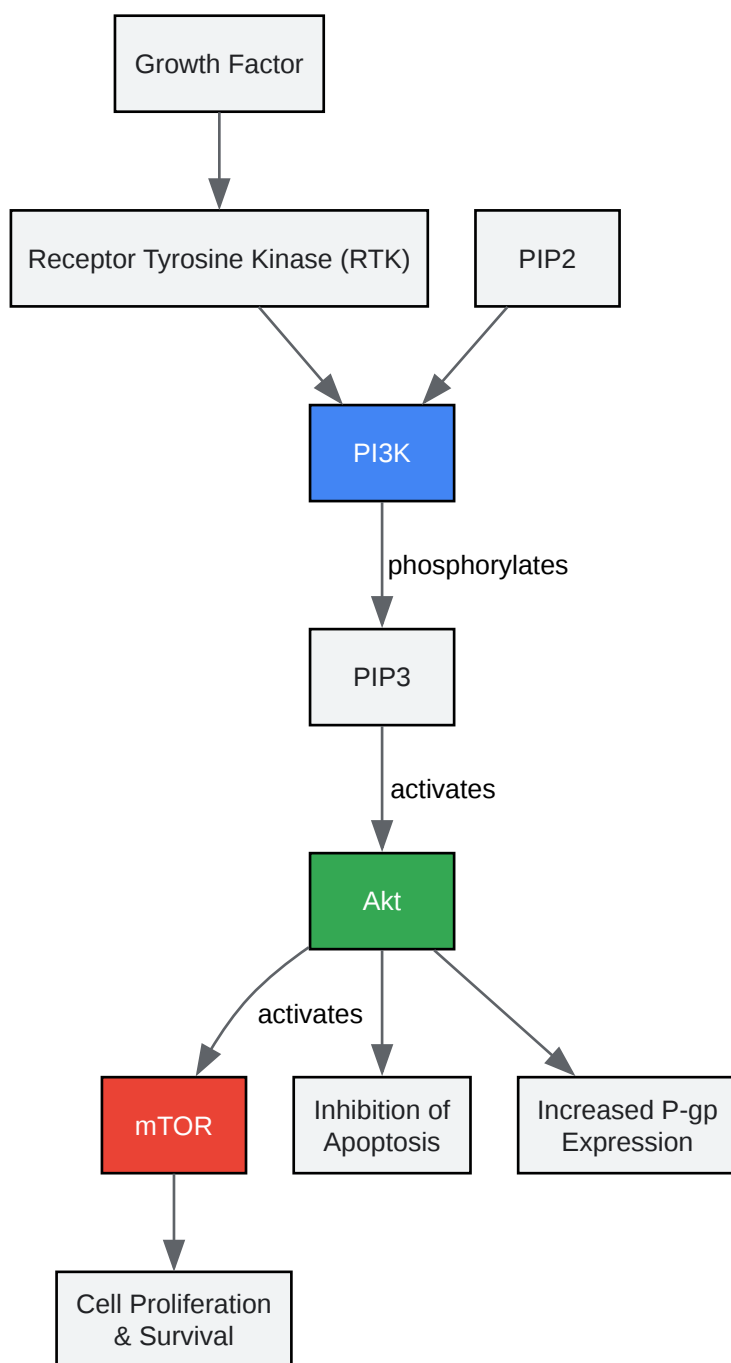 Growth Factor
Receptor Tyrosine Kinase (RTK)
PIP2
PI3K
phosphorylates
PIP3
activates
Akt
activates
mTOR
Inhibition of
Apoptosis
Increased P-gp
Expression
Cell Proliferation
& Survival